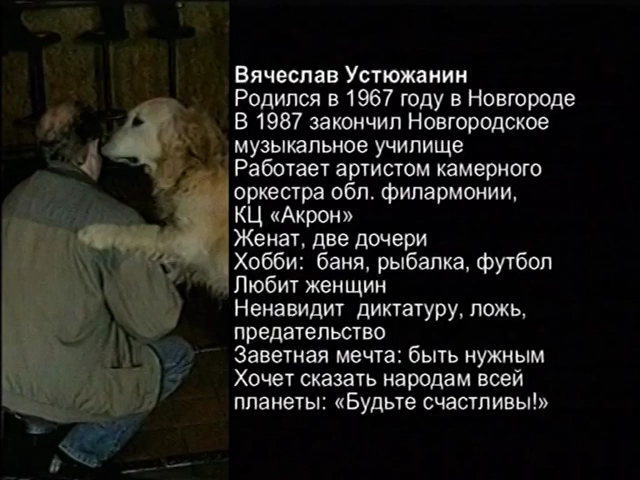 Вячеслав Устюжанин
Родился в 1967 году в Новгороде
В 1987 закончил Новгородское
музыкальное училище
Работает артистом камерного
оркестра обл. филармонии,
КЦ «Акрон»
Женат, две дочери
Хобби:  баня, рыбалка, футбол
Любит женщин
Ненавидит  диктатуру, ложь,
предательство
Заветная мечта: быть нужным
Хочет сказать народам всей
планеты: «Будьте счастливы!»